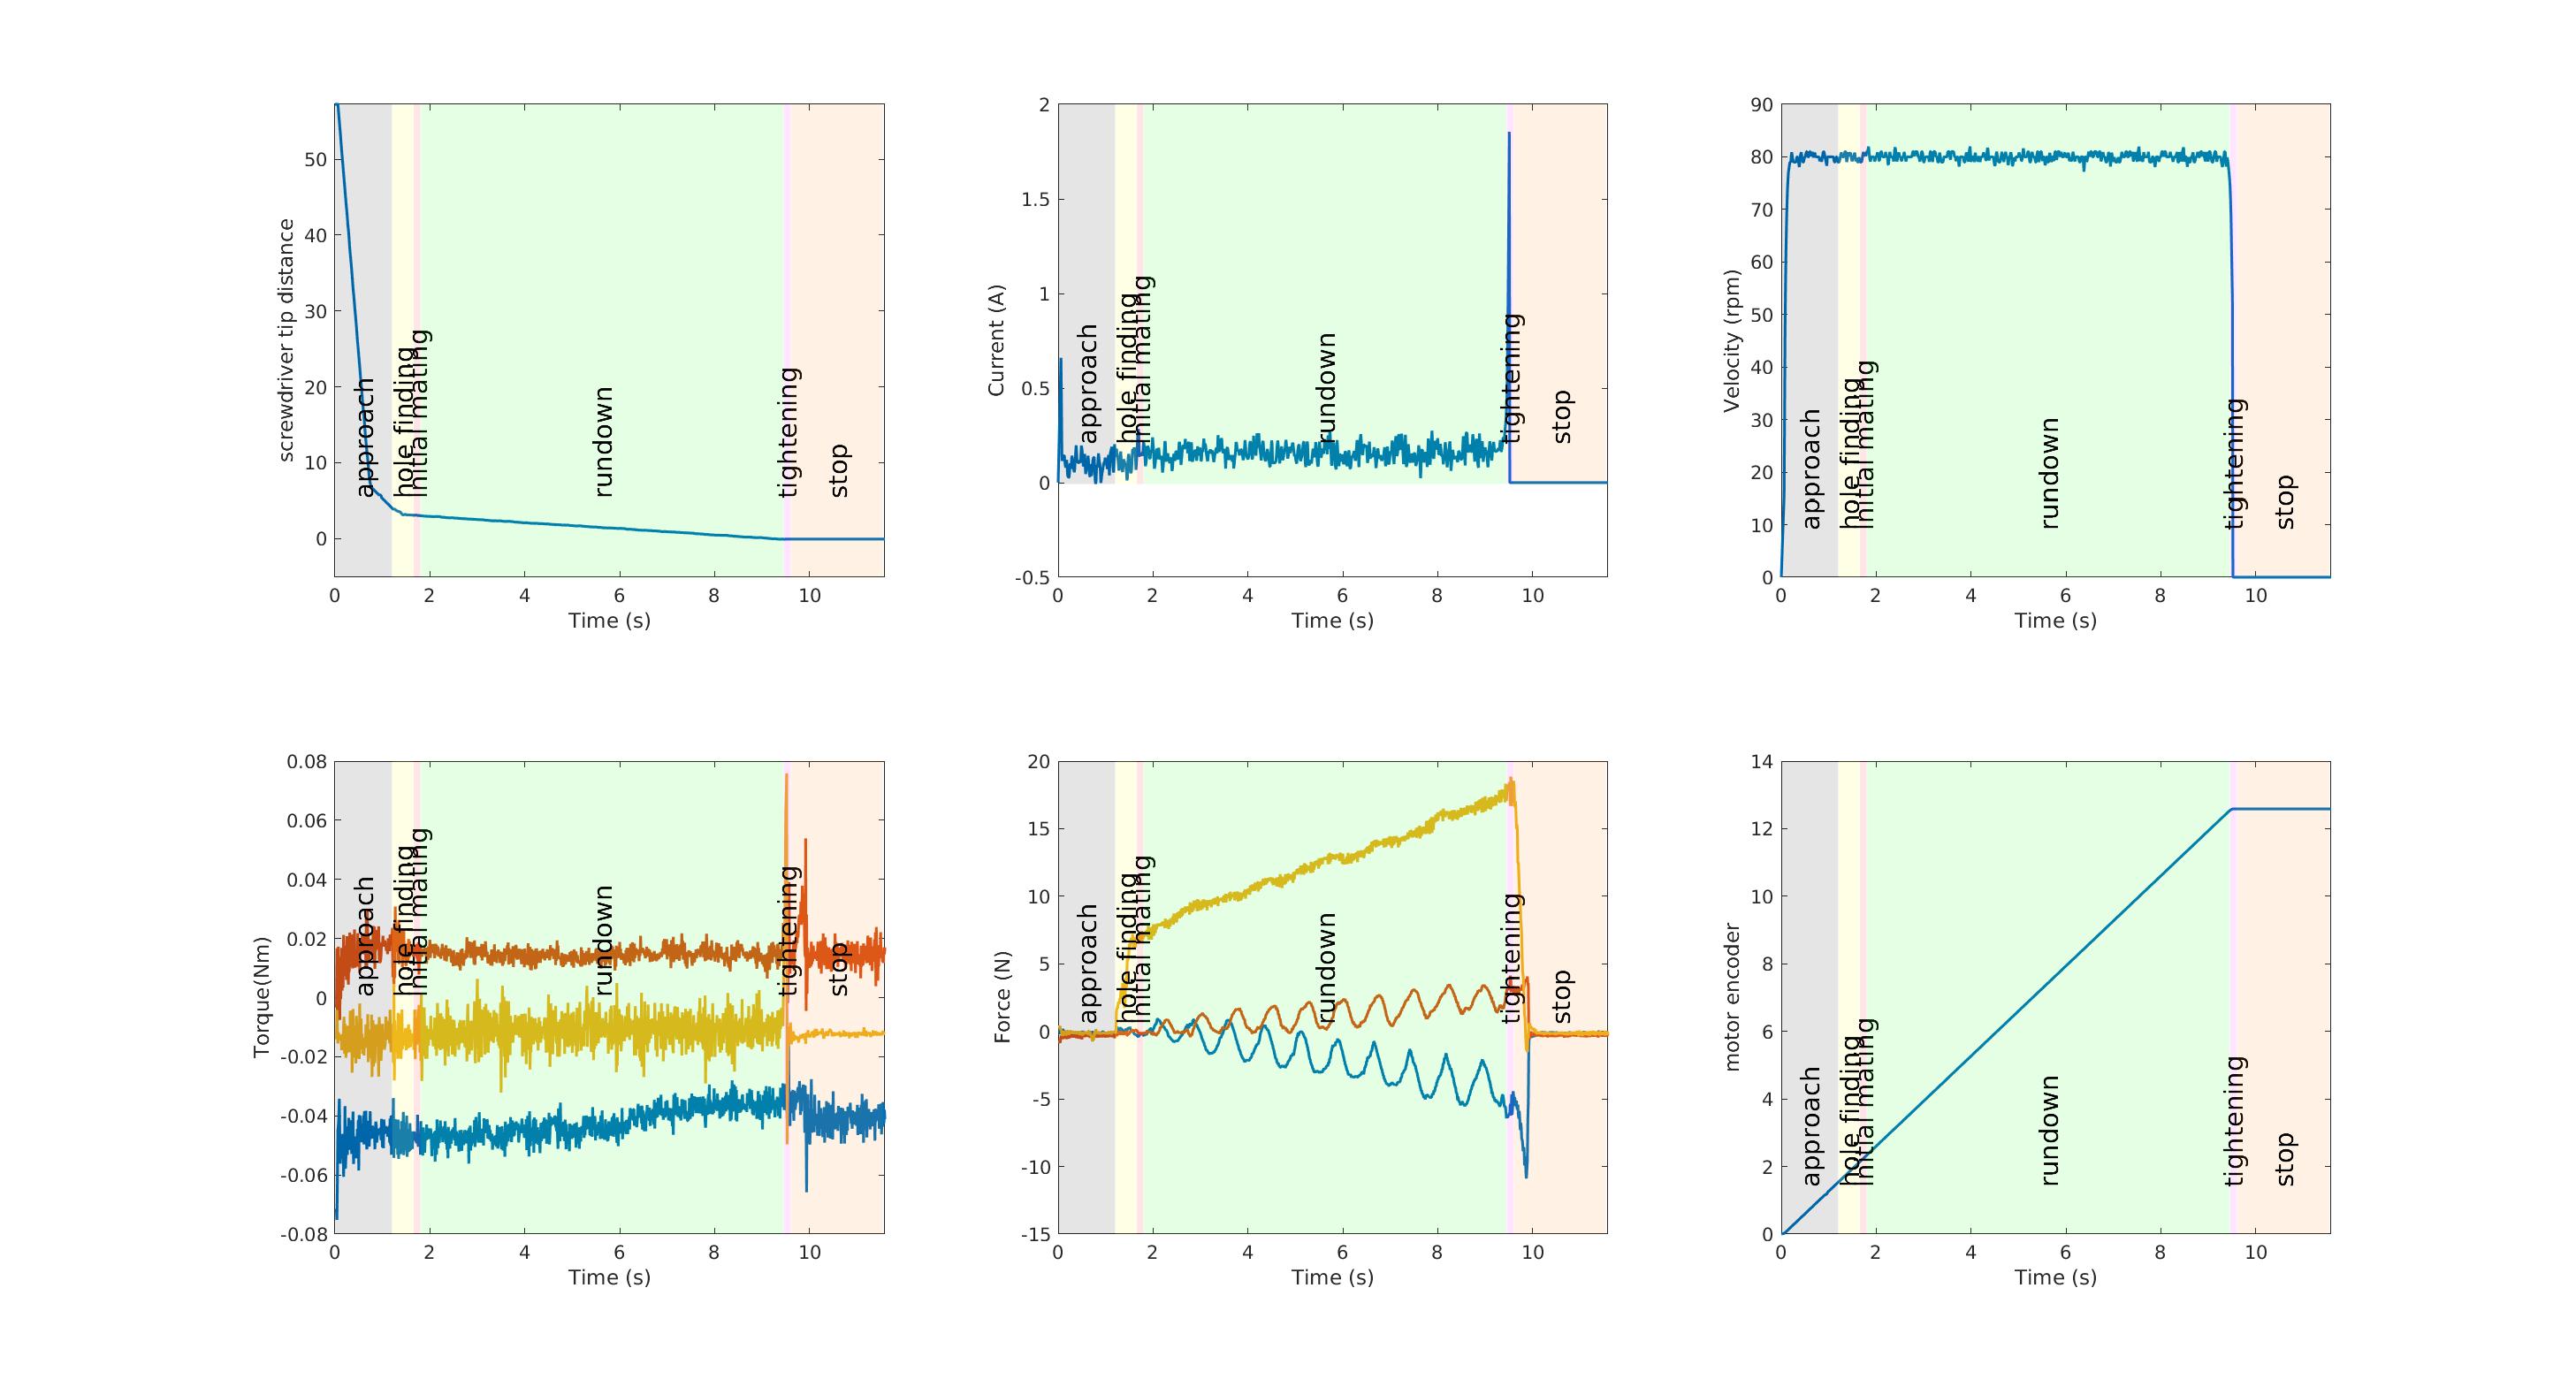 screwdriver tip distance
50
40
30
20
10
0
approach
hole finding
initial mating
rundown
tightening
stop
0 2 4 6 8 10
Time (s)
Current (A)
2
1.5
1
0.5
0
-0.5
approach
hole finding
initial mating
rundown
tightening
stop
0 2 4 6 8 10
Time (s)
Velocity (rpm)
90
80
70
60
50
40
30
20
10
0
approach
hole finding
initial mating
rundown
tightening
stop
0 2 4 6 8 10
Time (s)
Torque(Nm)
0.08
0.06
0.04
0.02
0
-0.02
-0.04
-0.06
-0.08
approach
hole finding
initial mating
rundown
tightening
stop
0 2 4 6 8 10
Time (s)
Force (N)
20
15
10
5
0
-5
-10
-15
approach
hole finding
initial mating
rundown
tightening
stop
0 2 4 6 8 10
Time (s)
motor encoder
14
12
10
8
6
4
2
0
approach
hole finding
initial mating
rundown
tightening
stop
0 2 4 6 8 10
Time (s)